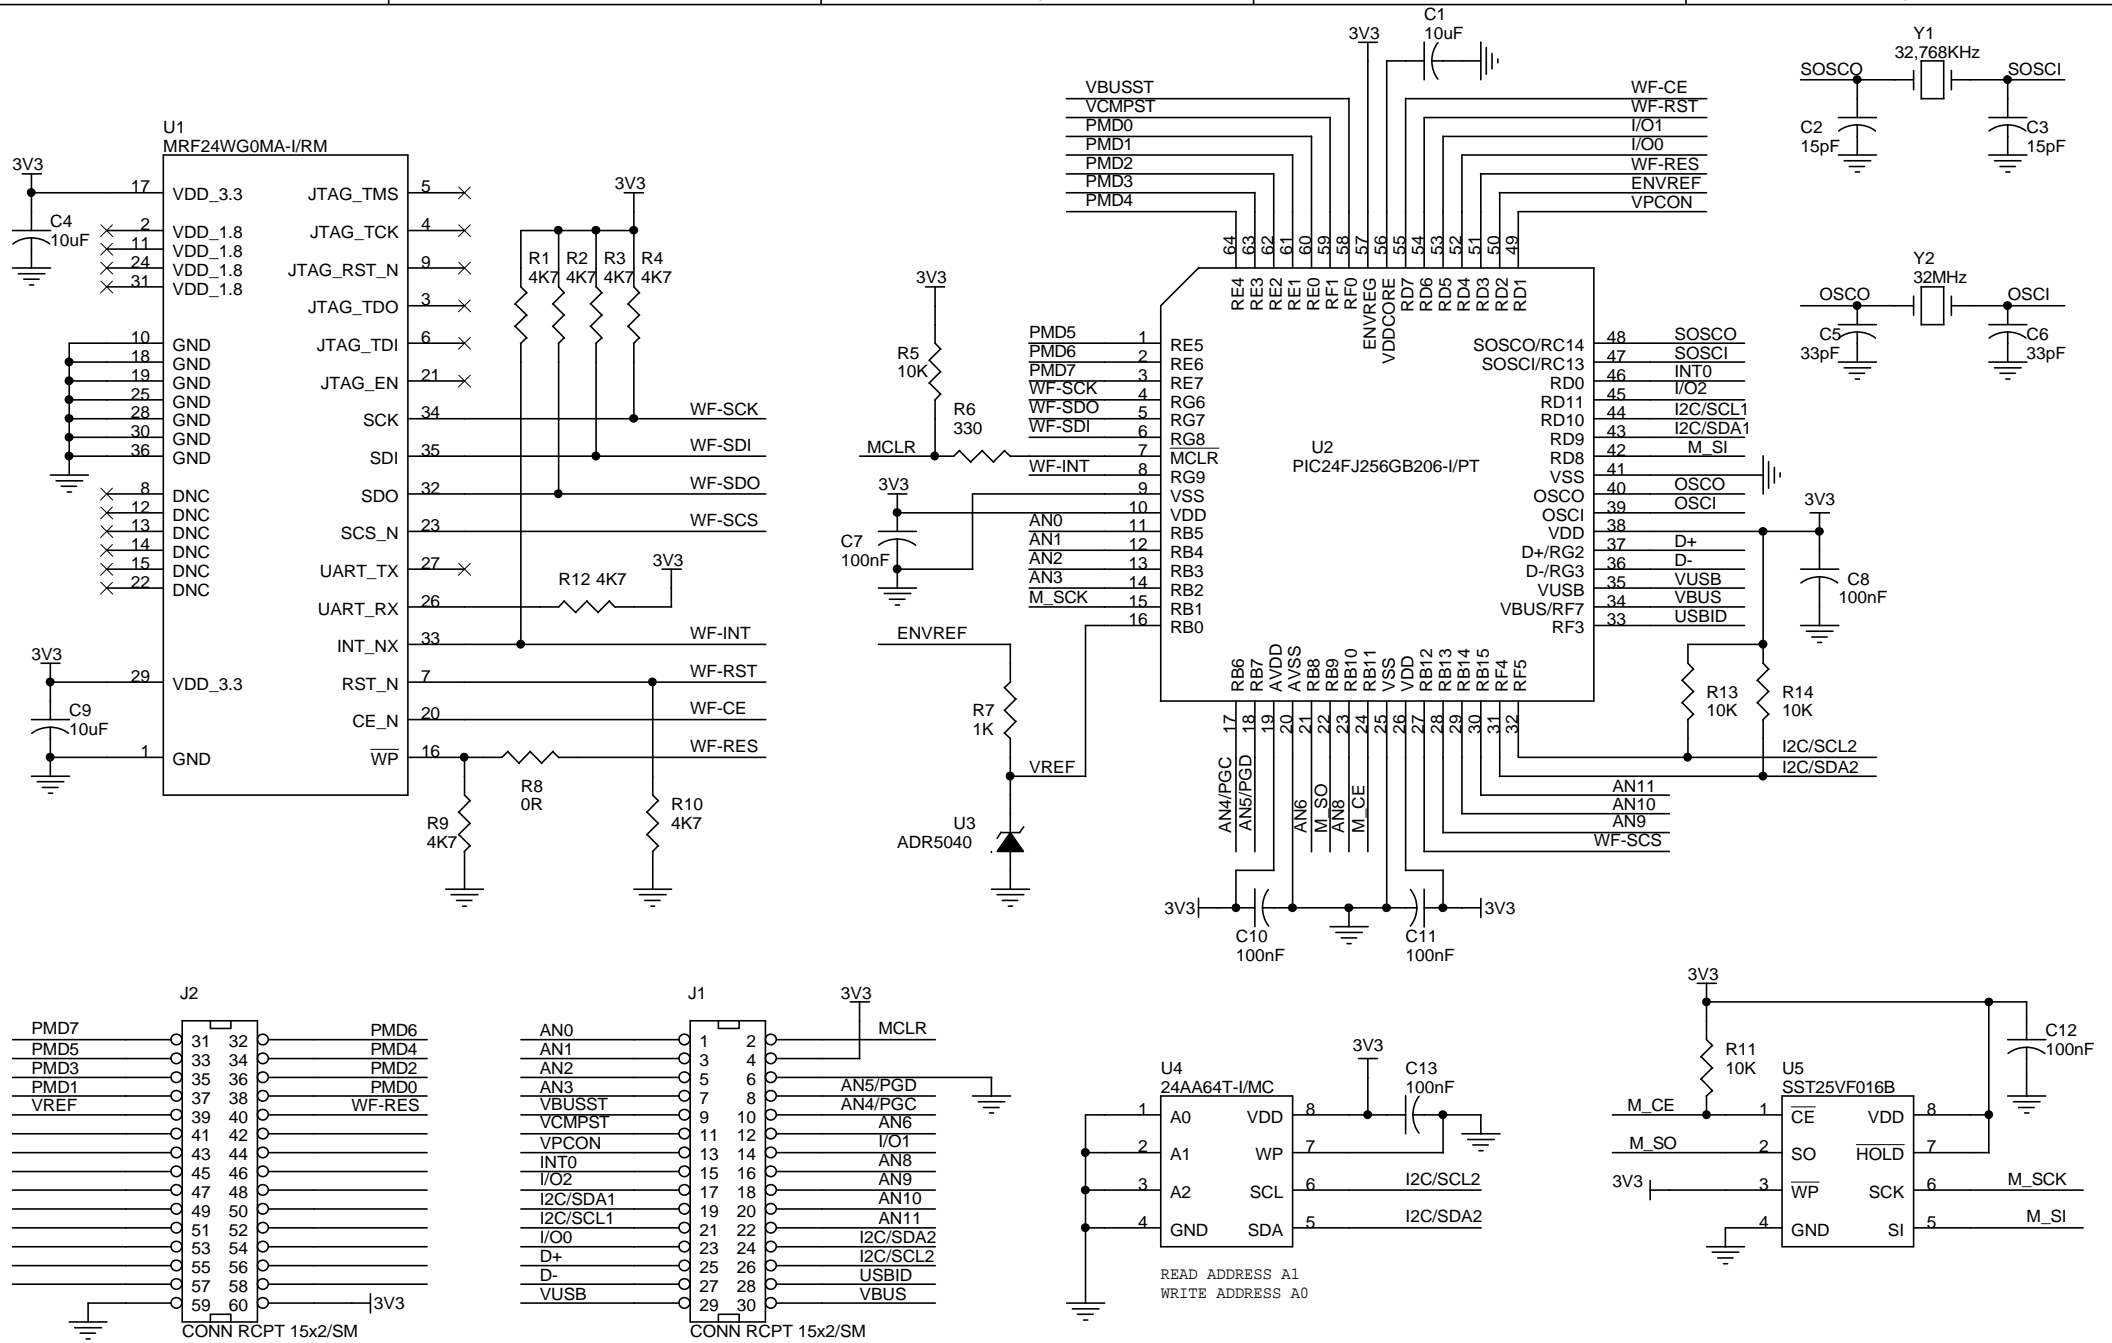 U1
MRF24WG0MA-I/RM
3V3
17 VDD_3.3
C4
10uF
2 VDD_1.8
11 VDD_1.8
24 VDD_1.8
31 VDD_1.8
10 GND
18 GND
19 GND
25 GND
28 GND
30 GND
36 GND
8 DNC
12 DNC
13 DNC
14 DNC
15 DNC
22 DNC
3V3
29 VDD_3.3
C9
10uF
1 GND
JTAG_TMS 5
JTAG_TCK 4
JTAG_RST_N 9
JTAG_TDO 3
JTAG_TDI 6
JTAG_EN 21
SCK 34 WF-SCK
SDI 35 WF-SDI
SDO 32 WF-SDO
SCS_N 23 WF-SCS
UART_TX 27
UART_RX 26
INT_NX 33 WF-INT
RST_N 7 WF-RST
CE_N 20 WF-CE
WP 16 WF-RES
3V3
R1 R2 R3 R4
4K7 4K7 4K7 4K7
R12 4K7
3V3
R8
0R
R9
4K7
R10
4K7
3V3
C1
10uF
VBUSST
VCMPST
PMD0
PMD1
PMD2
PMD3
PMD4
WF-CE
WF-RST
I/O1
I/O0
WF-RES
ENVREF
VPCON
64 63 62 61 60 59 58 57 56 55 54 53 52 51 50 49
RE4 RE3 RE2 RE1 RE0 RF1 RF0 ENVREG VDDCORE RD7 RD6 RD5 RD4 RD3 RD2 RD1
U2
PIC24FJ256GB206-I/PT
3V3
R5
10K
R6
330
MCLR
PMD5 1 RE5
PMD6 2 RE6
PMD7 3 RE7
WF-SCK 4 RG6
WF-SDO 5 RG7
WF-SDI 6 RG8
7 MCLR
WF-INT 8 RG9
9 VSS
10 VDD
AN0 11 RB5
AN1 12 RB4
AN2 13 RB3
AN3 14 RB2
M_SCK 15 RB1
16 RB0
3V3
C7
100nF
ENVREF
R7
1K
VREF
U3
ADR5040
SOSCO/RC14 48 SOSCO
SOSCI/RC13 47 SOSCI
RD0 46 INT0
RD11 45 I/O2
RD10 44 I2C/SCL1
RD9 43 I2C/SDA1
RD8 42 M_SI
VSS 41
OSCO 40 OSCO
OSCI 39 OSCI
VDD 38
D+/RG2 37 D+
D-/RG3 36 D-
VUSB 35 VUSB
VBUS/RF7 34 VBUS
RF3 33 USBID
3V3
C8
100nF
R13
10K
R14
10K
I2C/SCL2
I2C/SDA2
RB6 RB7 AVDD AVSS RB8 RB9 RB10 RB11 VSS VDD RB12 RB13 RB14 RB15 RF4 RF5
17 18 19 20 21 22 23 24 25 26 27 28 29 30 31 32
AN4/PGC
AN5/PGD
AN6
M_SO
AN8
M_CE
AN11
AN10
AN9
WF-SCS
3V3
C10
100nF
C11
100nF
3V3
Y1
32,768KHz
SOSCO
SOSCI
C2
15pF
C3
15pF
Y2
32MHz
OSCO
OSCI
C5
33pF
C6
33pF
J2
PMD7 31 32 PMD6
PMD5 33 34 PMD4
PMD3 35 36 PMD2
PMD1 37 38 PMD0
VREF 39 40 WF-RES
41 42
43 44
45 46
47 48
49 50
51 52
53 54
55 56
57 58
59 60 3V3
CONN RCPT 15x2/SM
J1
3V3
AN0 1 2 MCLR
AN1 3 4
AN2 5 6
AN3 7 8 AN5/PGD
VBUSST 9 10 AN4/PGC
VCMPST 11 12 AN6
VPCON 13 14 I/O1
INT0 15 16 AN8
I/O2 17 18 AN9
I2C/SDA1 19 20 AN10
I2C/SCL1 21 22 AN11
I/O0 23 24 I2C/SDA2
D+ 25 26 I2C/SCL2
D- 27 28 USBID
VUSB 29 30 VBUS
CONN RCPT 15x2/SM
U4
24AA64T-I/MC
3V3
C13
100nF
1 A0 VDD 8
2 A1 WP 7
3 A2 SCL 6 I2C/SCL2
4 GND SDA 5 I2C/SDA2
READ ADDRESS A1
WRITE ADDRESS A0
3V3
R11
10K
C12
100nF
U5
SST25VF016B
M_CE 1 CE VDD 8
M_SO 2 SO HOLD 7
3V3 3 WP SCK 6 M_SCK
4 GND SI 5 M_SI